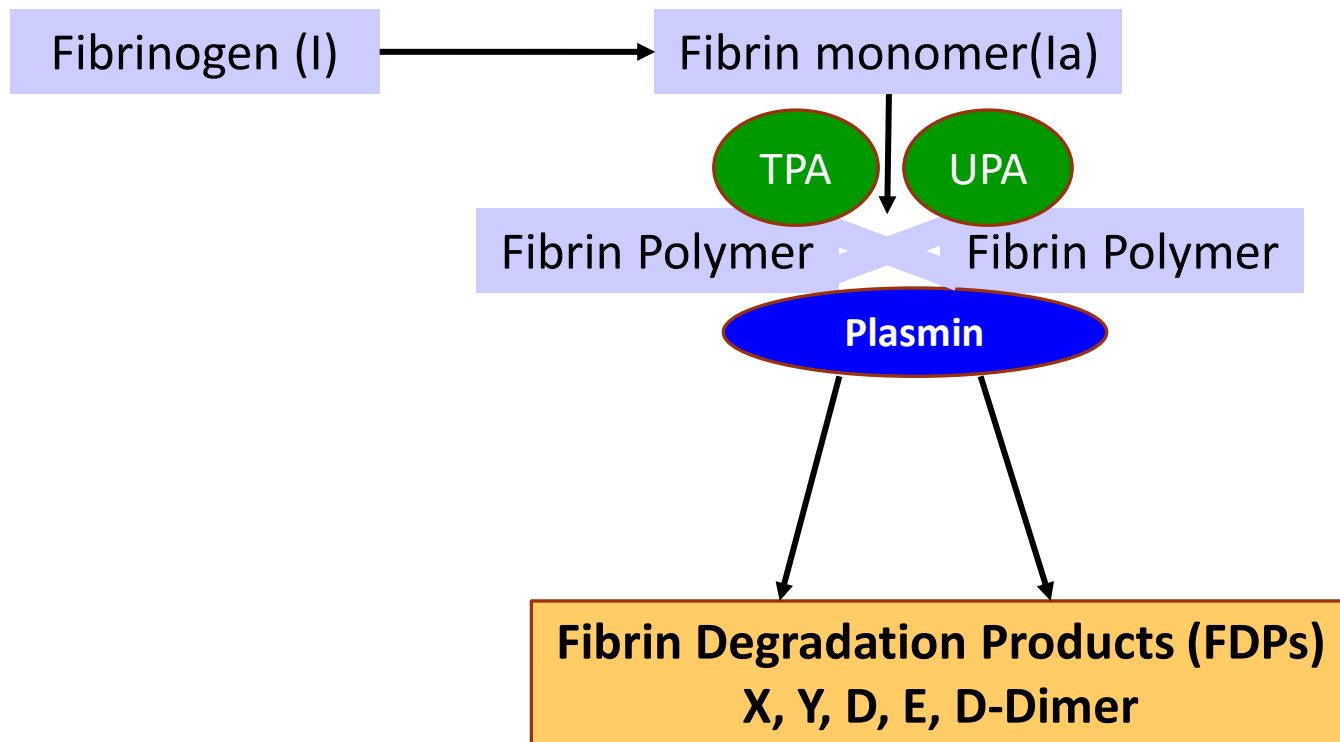 Fibrinogen (I)
Fibrin monomer(Ia)
TPA
UPA
Fibrin Polymer
Fibrin Polymer
Plasmin
Fibrin Degradation Products (FDPs)
X, Y, D, E, D-Dimer